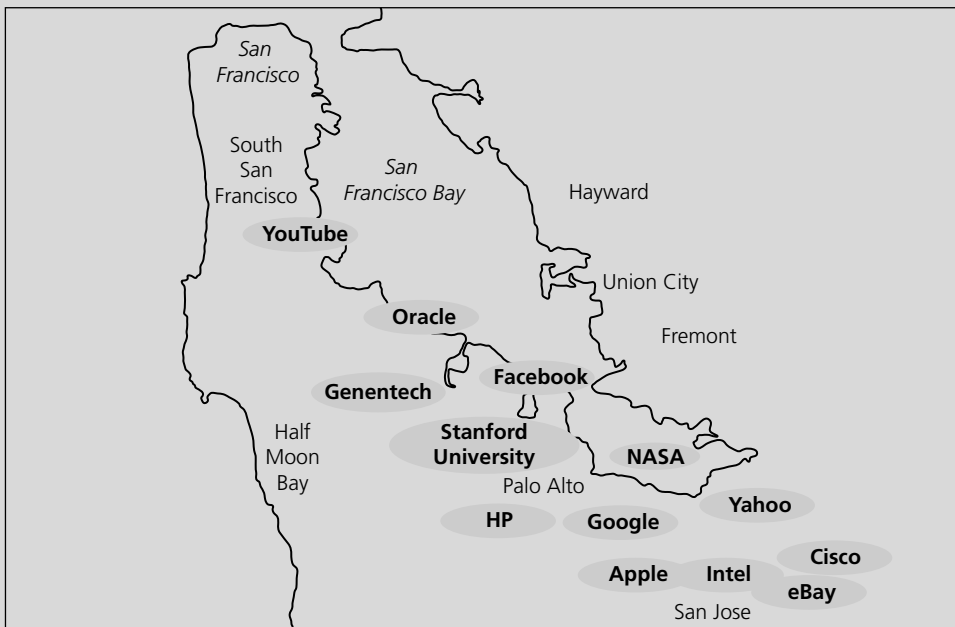 San
Francisco
South
San
Francisco
San
Francisco Bay
Hayward
YouTube
Union City
Oracle
Fremont
Facebook
Genentech
Half
Moon
Bay
Stanford
University
NASA
Palo Alto
Yahoo
HP
Google
Cisco
Apple
Intel
eBay
San Jose